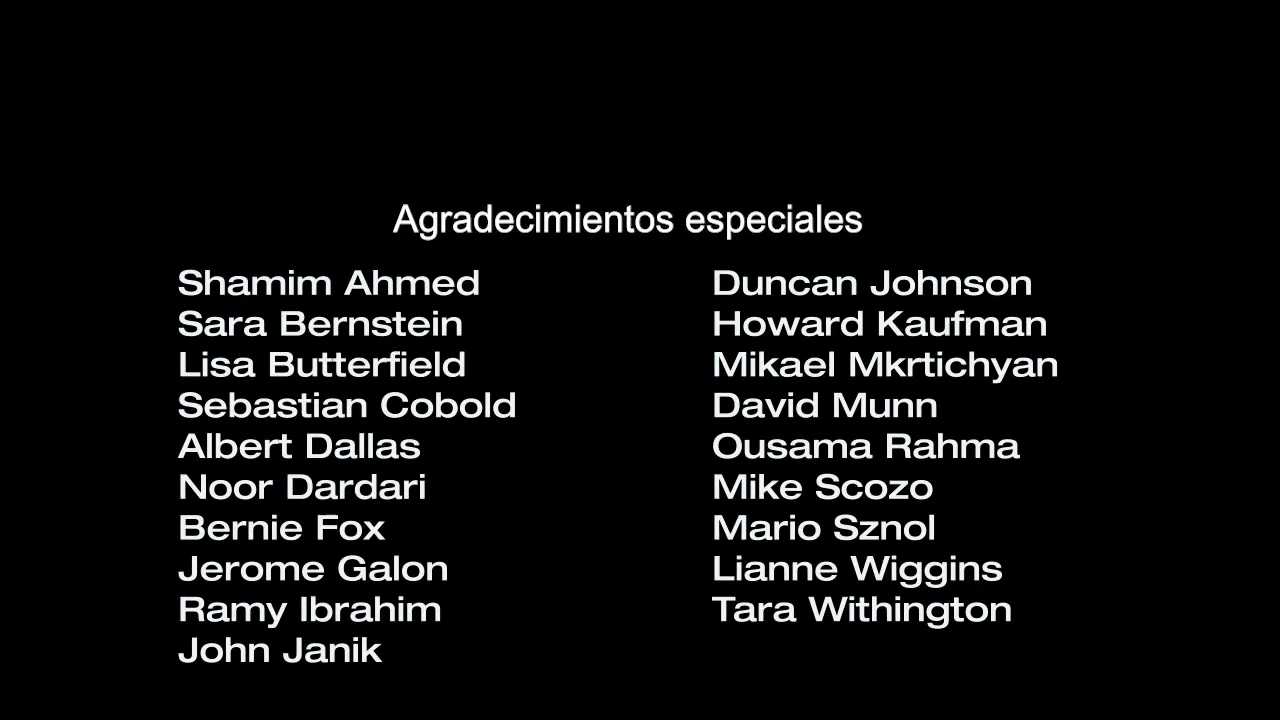 Agradecimientos especiales
Shamim Ahmed
Sara Bernstein
Lisa Butterfield
Sebastian Cobold
Albert Dallas
Noor Dardari
Bernie Fox
Jerome Galon
Ramy Ibrahim
John Janik
Duncan Johnson
Howard Kaufman
Mikael Mkrtichyan
David Munn
Ousama Rahma
Mike Scozo
Mario Sznol
Lianne Wiggins
Tara Withington